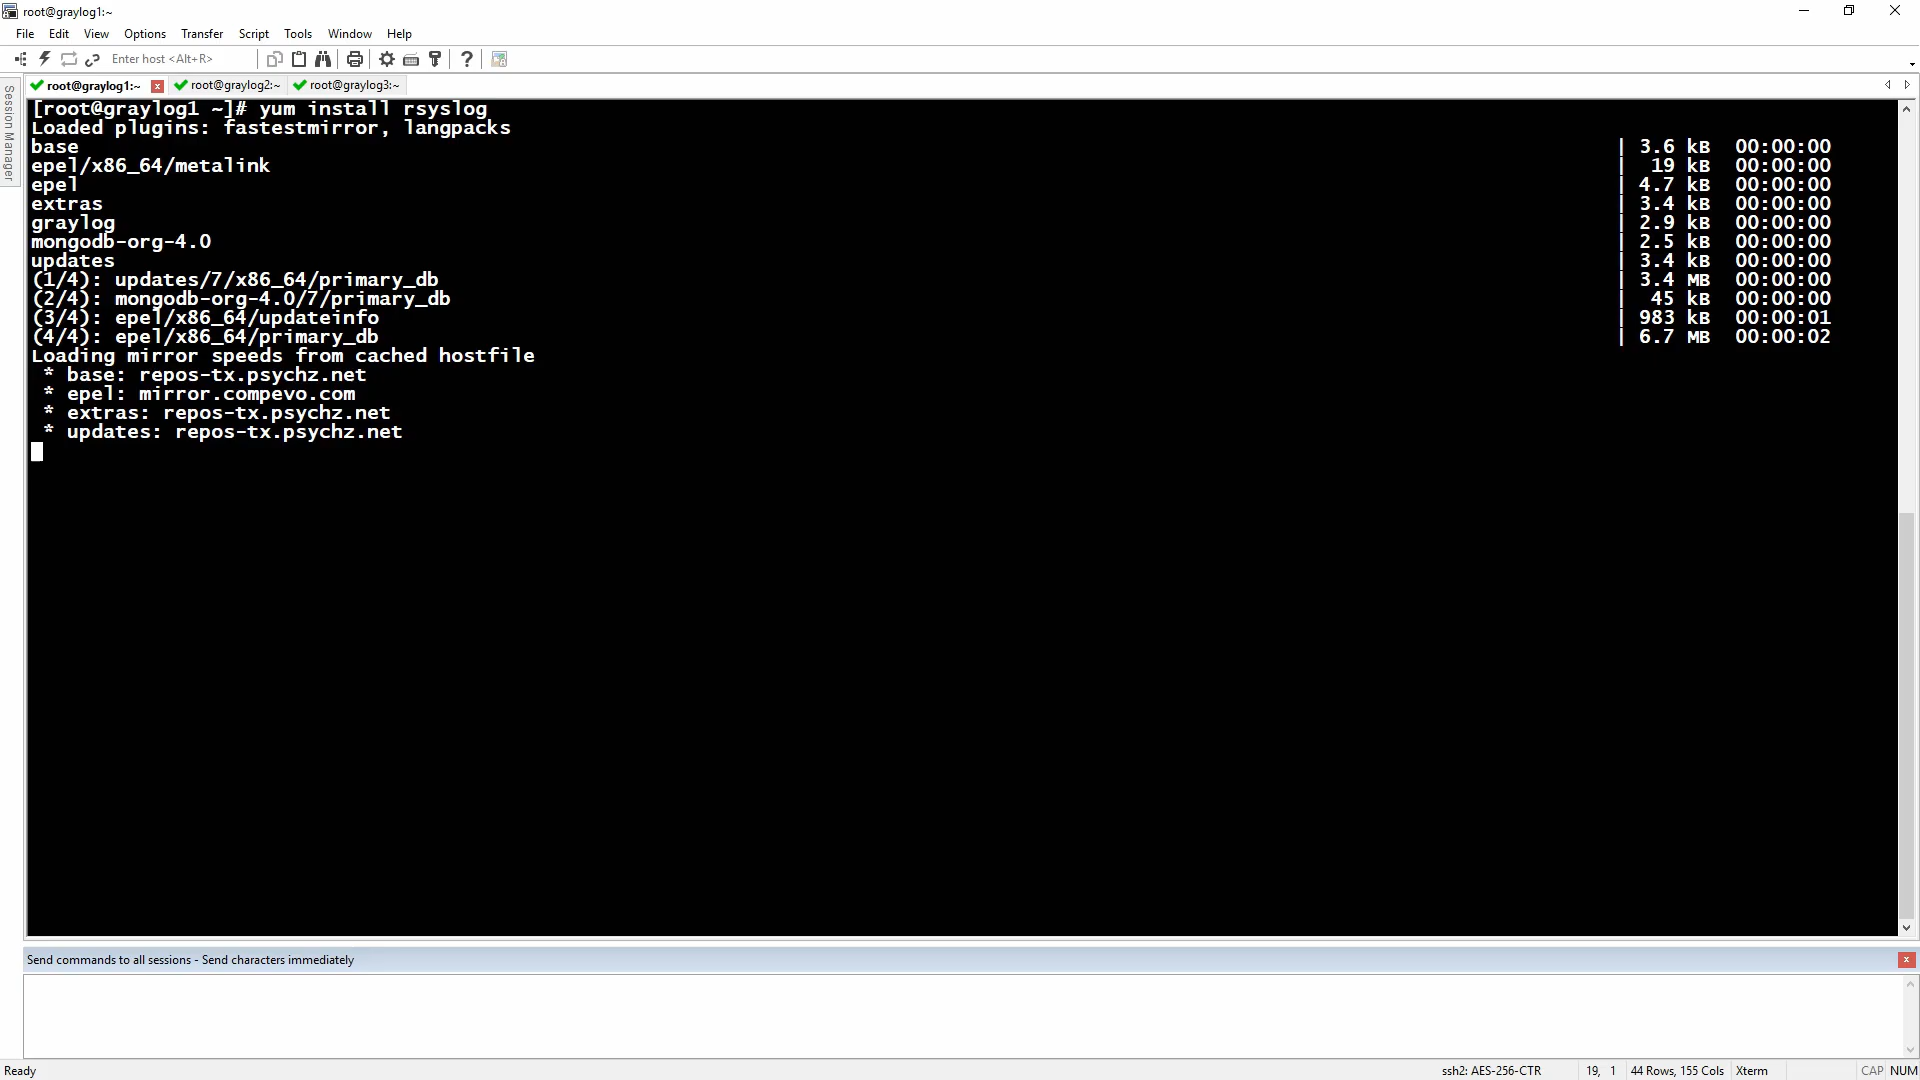 root@graylog1:~
File Edit View Options Transfer Script Tools Window Help
Enter host <Alt+R>
root@graylog1:~ root@graylog2:~ root@graylog3:~
Session Manager
[root@graylog1 ~]# yum install rsyslog
Loaded plugins: fastestmirror, langpacks
base | 3.6 kB 00:00:00
epel/x86_64/metalink | 19 kB 00:00:00
epel | 4.7 kB 00:00:00
extras | 3.4 kB 00:00:00
graylog | 2.9 kB 00:00:00
mongodb-org-4.0 | 2.5 kB 00:00:00
updates | 3.4 kB 00:00:00
(1/4): updates/7/x86_64/primary_db | 3.4 MB 00:00:00
(2/4): mongodb-org-4.0/7/primary_db | 45 kB 00:00:00
(3/4): epel/x86_64/updateinfo | 983 kB 00:00:01
(4/4): epel/x86_64/primary_db | 6.7 MB 00:00:02
Loading mirror speeds from cached hostfile
 * base: repos-tx.psychz.net
 * epel: mirror.compevo.com
 * extras: repos-tx.psychz.net
 * updates: repos-tx.psychz.net
Send commands to all sessions - Send characters immediately
Ready ssh2: AES-256-CTR 19, 1 44 Rows, 155 Cols Xterm CAP NUM